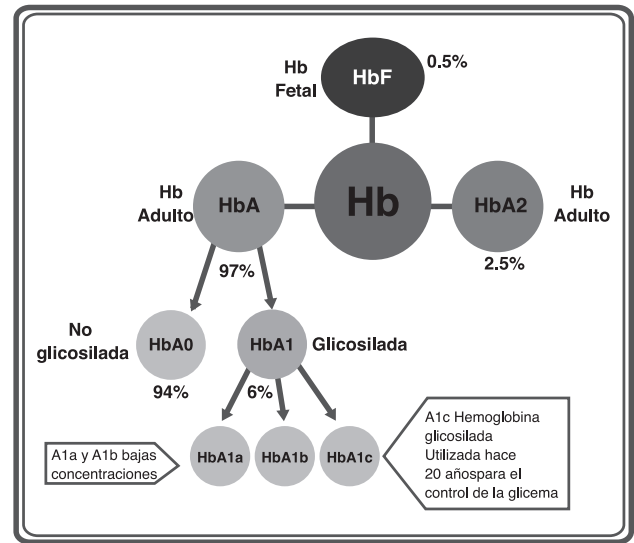 Hb
Fetal
HbF
0.5%
Hb
Adulto
HbA
Hb
HbA2
Hb
Adulto
97%
2.5%
No
glicosilada
HbA0
HbA1
Glicosilada
94%
6%
A1a y A1b bajas
concentraciones
HbA1a
HbA1b
HbA1c
A1c Hemoglobina
glicosilada
Utilizada hace
20 añospara el
control de la glicema